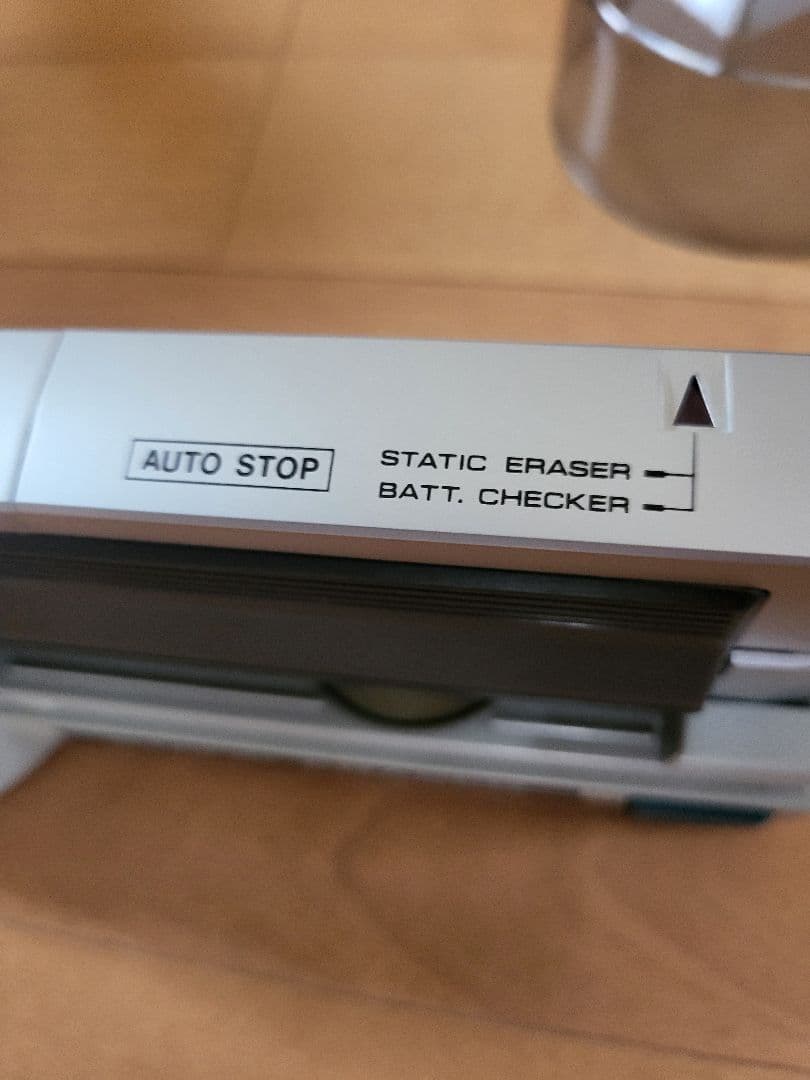 AUTO STOP
STATIC ERASER
BATT. CHECKER